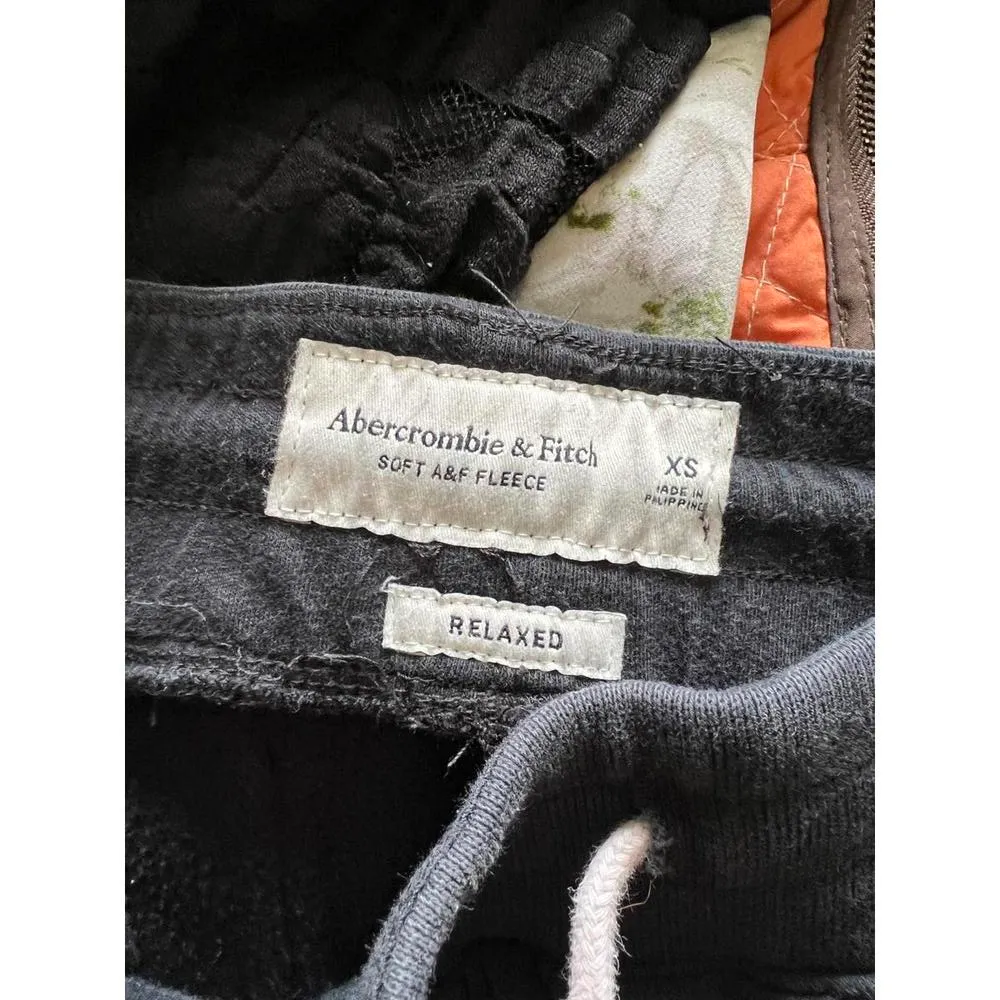 Abercrombie & Fitch
SOFT A&F FLEECE
XS
MADE IN
PHILIPPINES
RELAXED